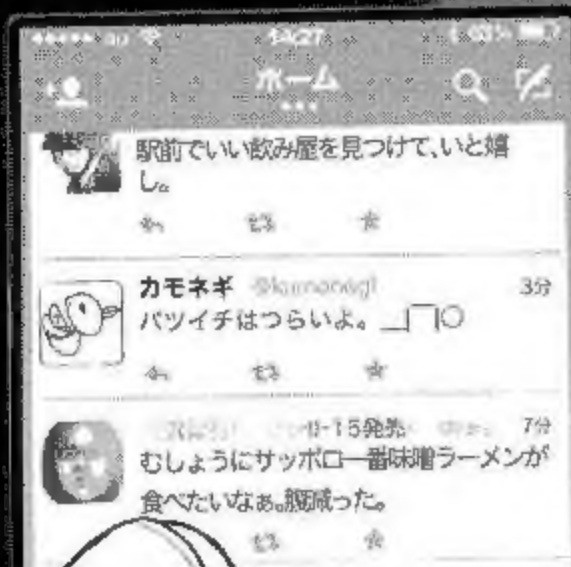 ホーム
駅前でいい飲み屋を見つけて、いと嬉
し。
カモネギ @kamonegi 3分
バツイチはつらいよ。 __| ̄|○
7分
むしょうにサッポロ一番味噌ラーメンが
食べたいなぁ。腹減った。